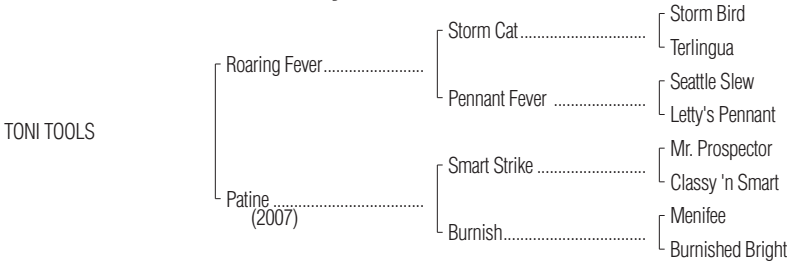 Storm Bird
Storm Cat..............................
Terlingua
Roaring Fever........................
Seattle Slew
Pennant Fever ......................
Letty's Pennant
TONI TOOLS
Mr. Prospector
Smart Strike ..........................
Classy 'n Smart
Patine ....................................
(2007)
Menifee
Burnish..................................
Burnished Bright